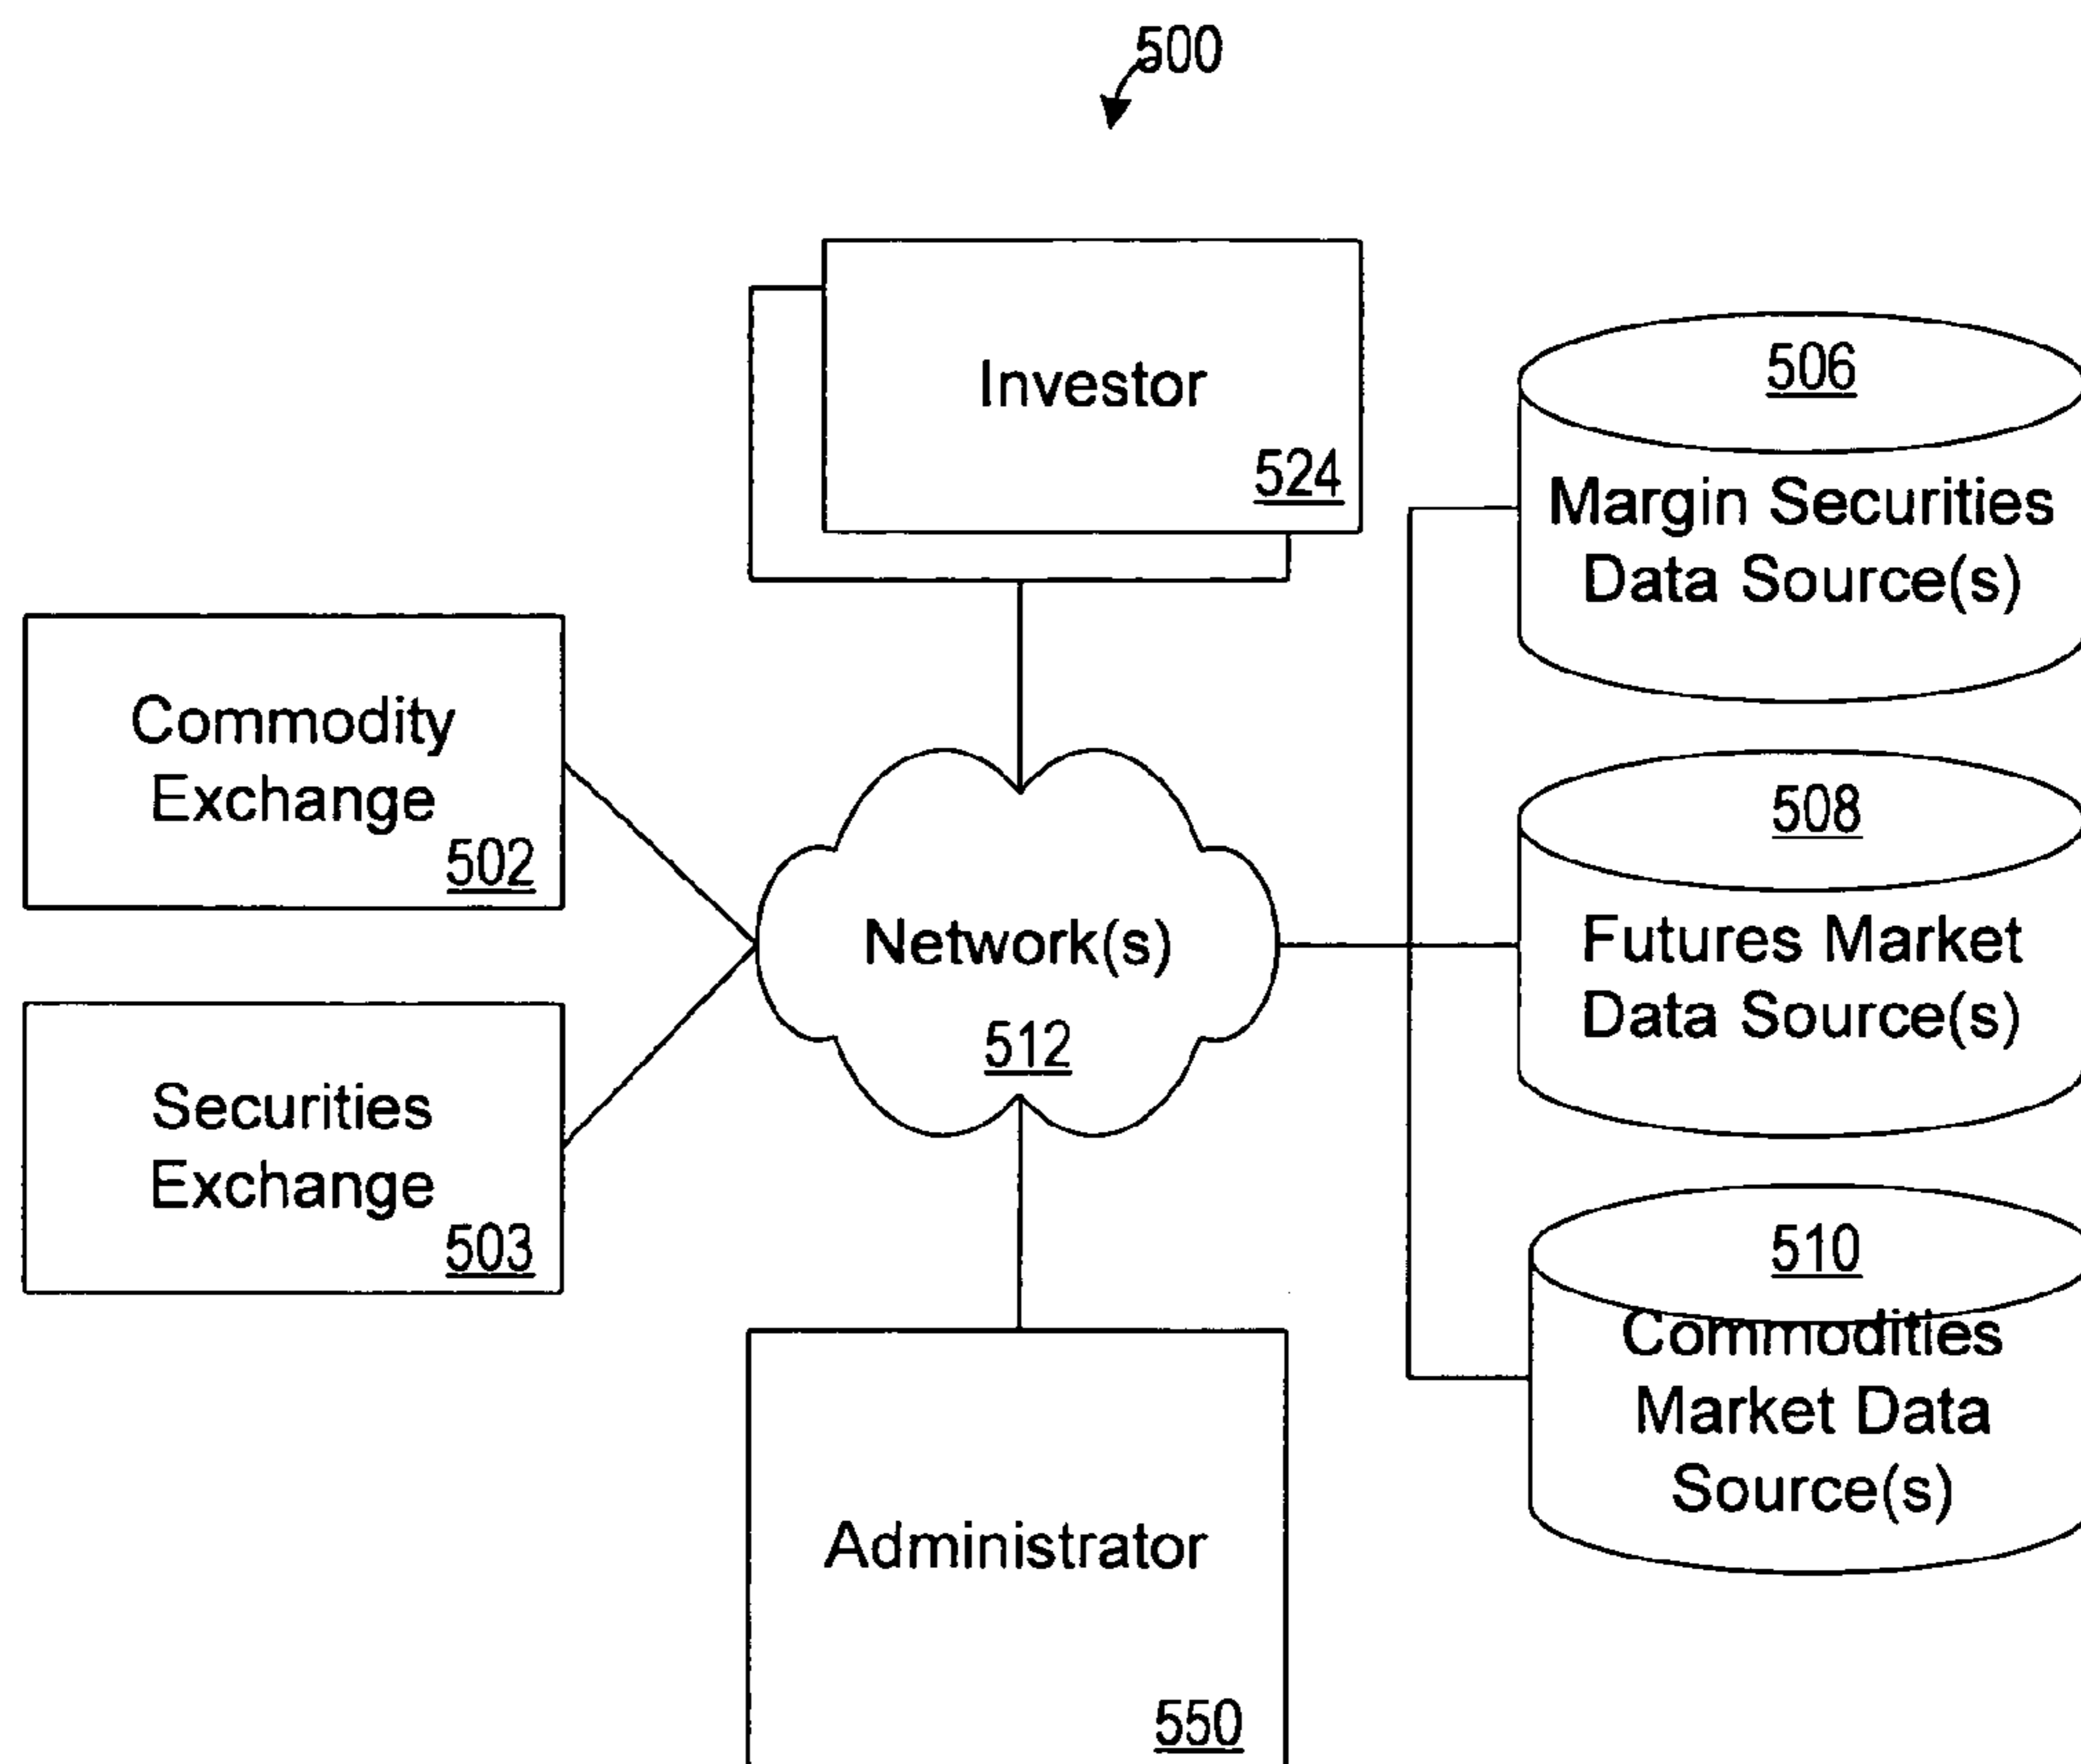 500
Investor
524
506
Margin Securities
Data Source(s)
Commodity
Exchange
502
Network(s)
512
508
Futures Market
Data Source(s)
Securities
Exchange
503
510
Commodities
Market Data
Source(s)
Administrator
550